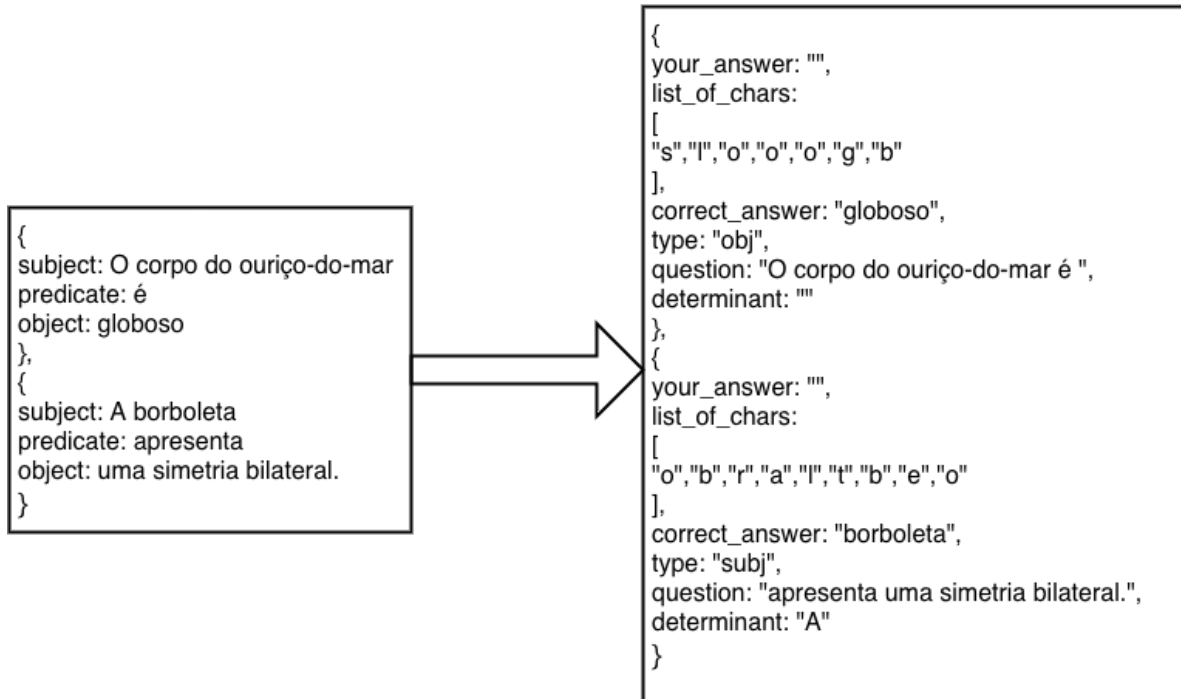 {
subject: O corpo do ouriço-do-mar
predicate: é
object: globoso
},
{
subject: A borboleta
predicate: apresenta
object: uma simetria bilateral.
}
{
your_answer: "",
list_of_chars:
[
"s","l","o","o","o","g","b"
],
correct_answer: "globoso",
type: "obj",
question: "O corpo do ouriço-do-mar é ",
determinant: ""
},
{
your_answer: "",
list_of_chars:
[
"o","b","r","a","l","t","b","e","o"
],
correct_answer: "borboleta",
type: "subj",
question: "apresenta uma simetria bilateral.",
determinant: "A"
}